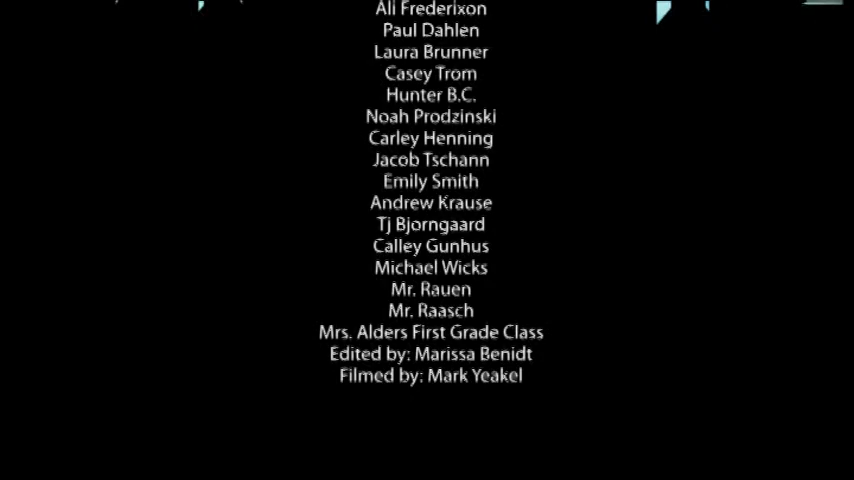 Ali Frederixon
Paul Dahlen
Laura Brunner
Casey Trom
Hunter B.C.
Noah Prodzinski
Carley Henning
Jacob Tschann
Emily Smith
Andrew Krause
Tj Bjorngaard
Calley Gunhus
Michael Wicks
Mr. Rauen
Mr. Raasch
Mrs. Alders First Grade Class
Edited by: Marissa Benidt
Filmed by: Mark Yeakel